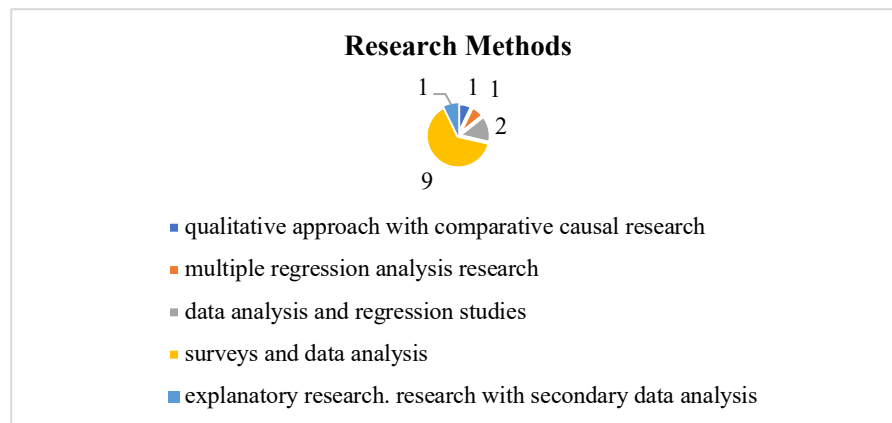 Research Methods
1 1 1
2
9
qualitative approach with comparative causal research
multiple regression analysis research
data analysis and regression studies
surveys and data analysis
explanatory research. research with secondary data analysis